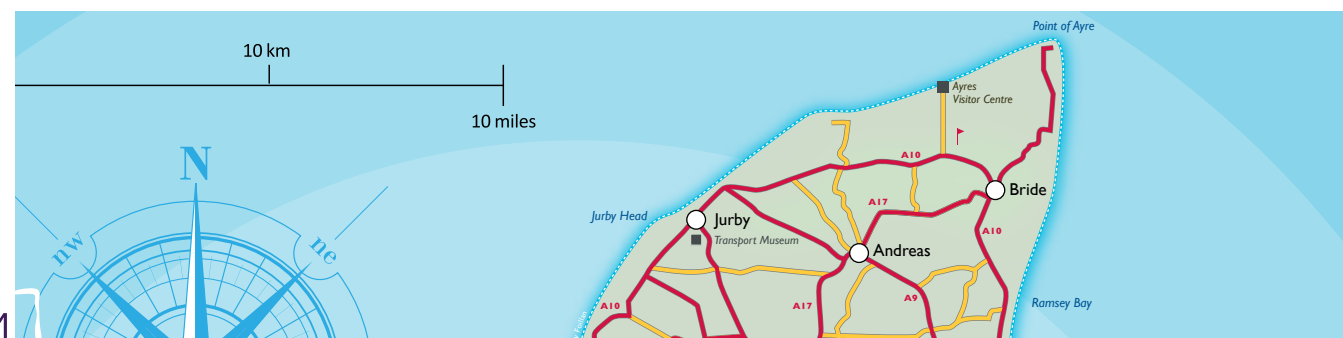 Point of Ayre
10 km
10 miles
Ayres
Visitor Centre
N
A10
Bride
A17
Jurby Head
Jurby
A10
Transport Museum
Andreas
nw
ne
A10
A17
A9
Ramsey Bay